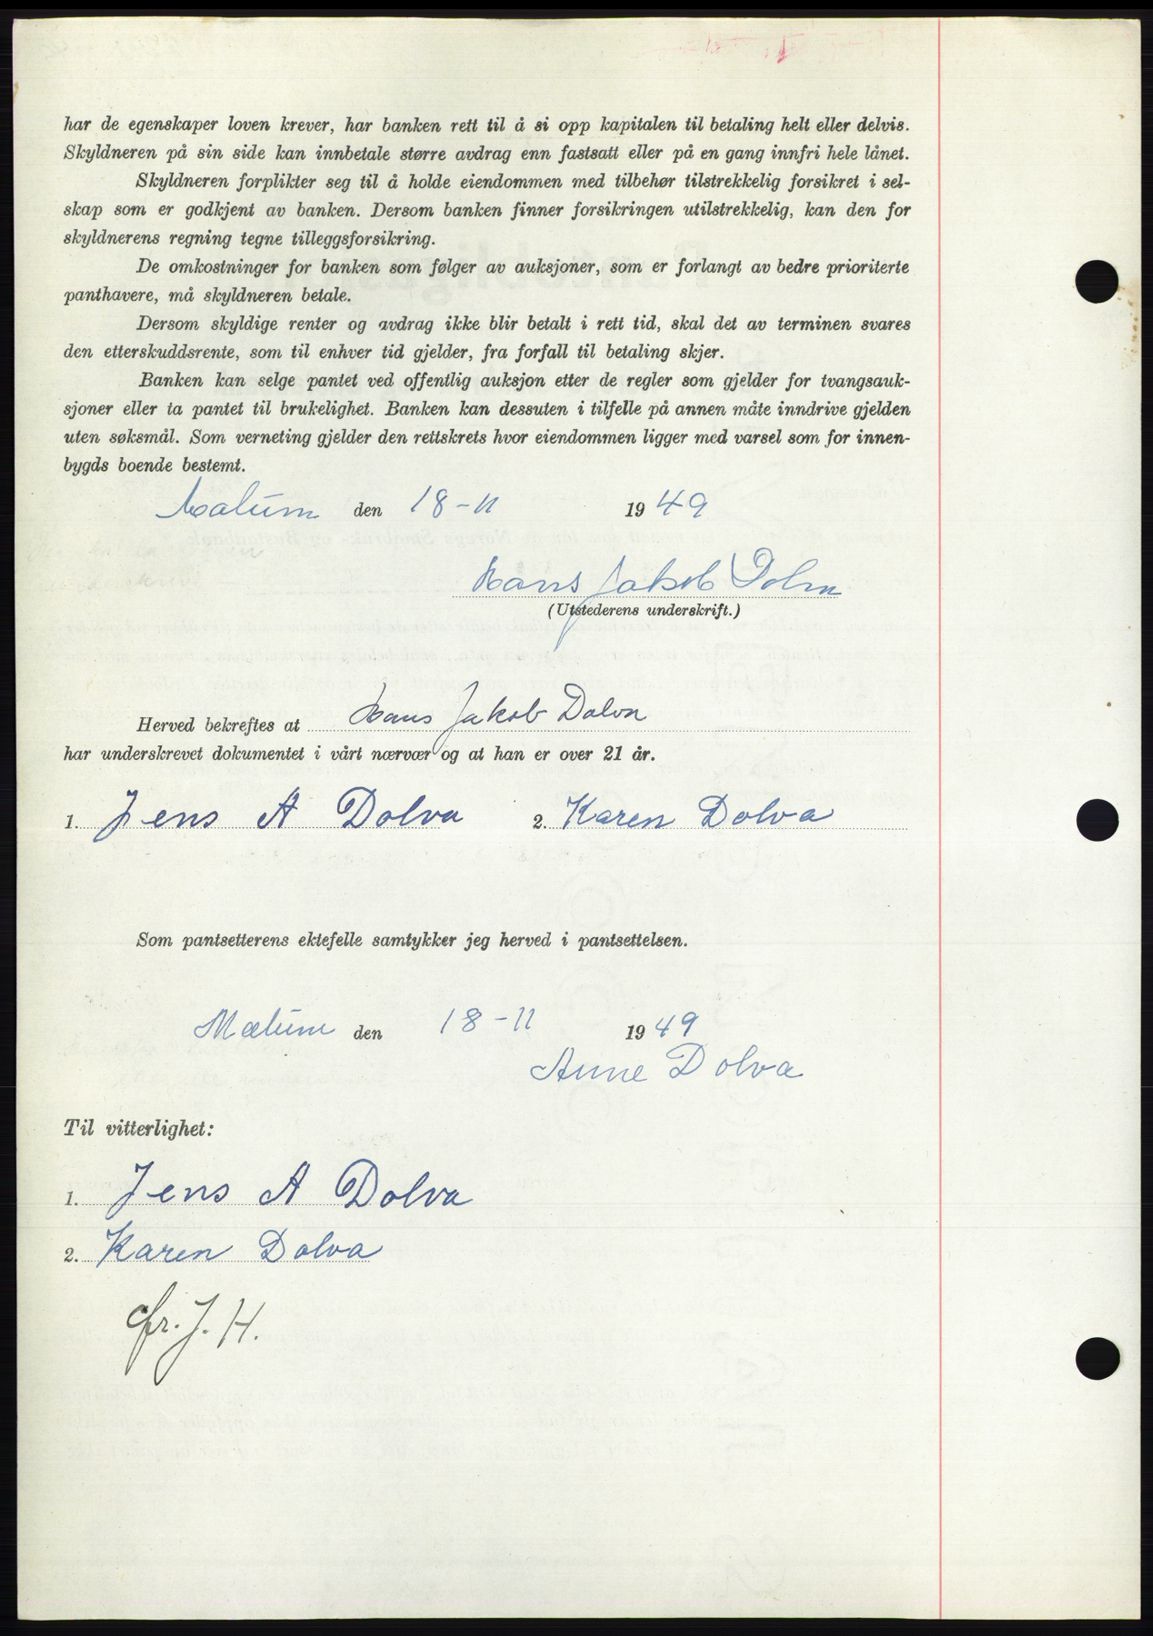 har de egenskaper loven krever, har banken rett til å si opp kapitalen til betaling helt eller delvis.
Skyldneren på sin side kan innbetale større avdrag enn fastsatt eller på en gang innfri hele lånet.
Skyldneren forplikter seg til å holde eiendommen med tilbehør tilstrekkelig forsikret i sel-
skap som er godkjent av banken. Dersom banken finner forsikringen utilstrekkelig, kan den for
skyldnerens regning tegne tilleggsforsikring.
De omkostninger for banken som følger av auksjoner, som er forlangt av bedre prioriterte
panthavere, må skyldneren betale.
Dersom skyldige renter og avdrag ikke blir betalt i rett tid, skal det av terminen svares
den etterskuddsrente, som til enhver tid gjelder, fra forfall til betaling skjer.
Banken kan selge pantet ved offentlig auksjon etter de regler som gjelder for tvangsauk-
sjoner eller ta pantet til brukelighet. Banken kan dessuten i tilfelle på annen måte inndrive gjelden
uten søksmål. Som verneting gjelder den rettskrets hvor eiendommen ligger med varsel som for innen-
bygds boende bestemt.
den 18-11 1949
Hans Jakob Dolva
(Utstederens underskrift.)
Herved bekreftes at Hans Jakob Dolva
har underskrevet dokumentet i vårt nærvær og at han er over 21 år.
1. Jens A Dolva 2. Karen Dolva
Som pantsetterens ektefelle samtykker jeg herved i pantsettelsen.
Mælum den 18-11 1949
Anne Dolva
Til vitterlighet:
1. Jens A Dolva
2. Karen Dolva
J. H.